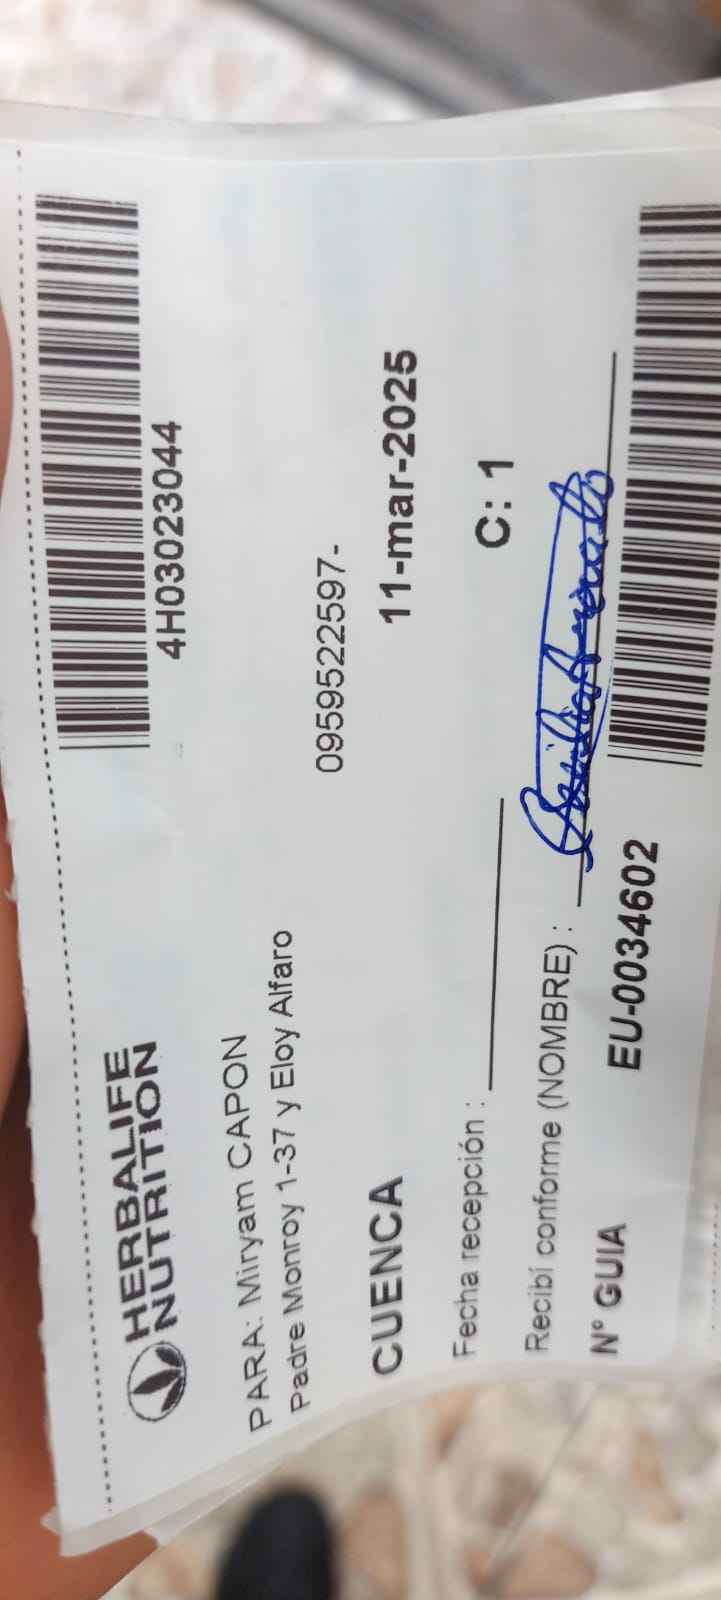 HERBALIFE
NUTRITION
4H03023044
PARA: Miryam CAPON
Padre Monroy 1-37 y Eloy Alfaro
0959522597-
CUENCA 11-mar-2025
Fecha recepción : C: 1
Recibí conforme (NOMBRE) :
Nº GUIA EU-0034602